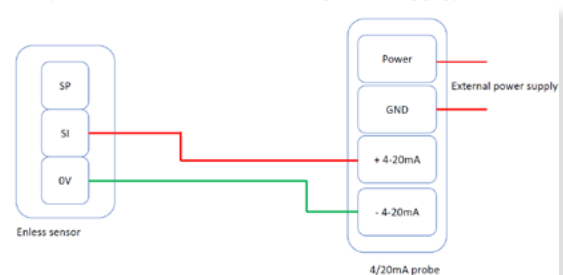 Power
SP
External power supply
GND
SI
+ 4-20mA
0V
- 4-20mA
Enless sensor
4/20mA probe